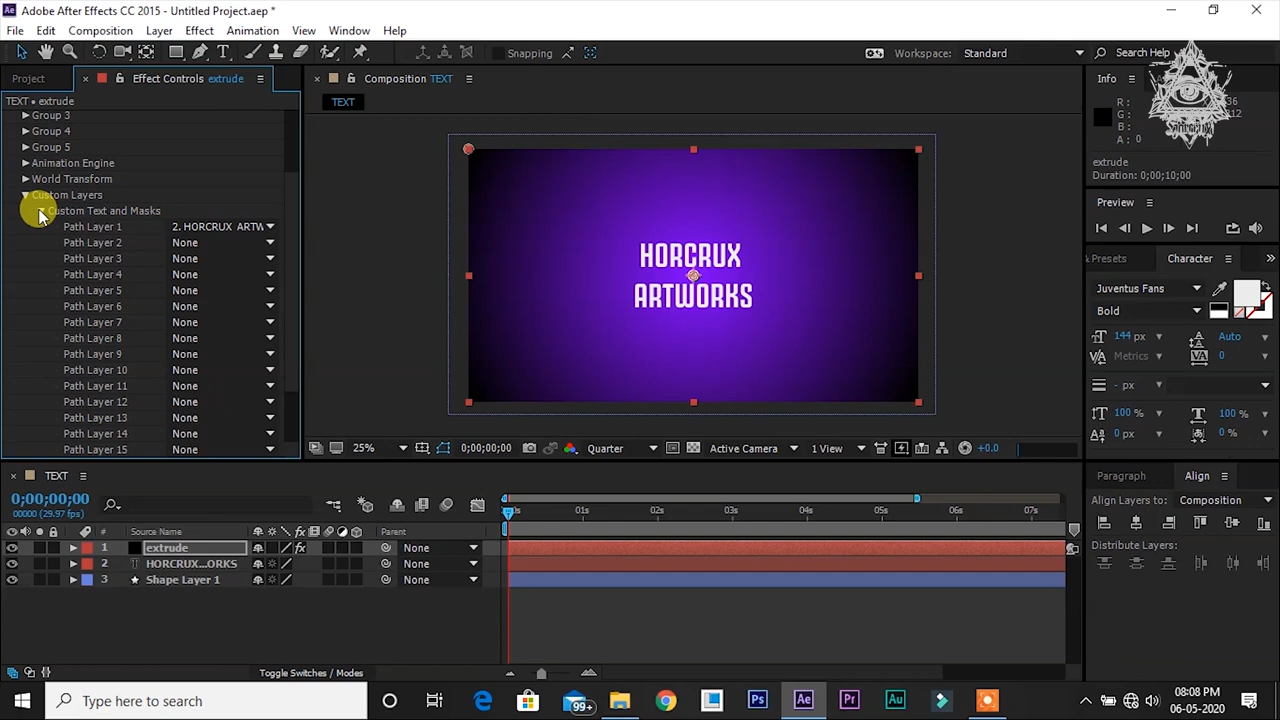 Adobe After Effects CC 2015 - Untitled Project.aep *
File Edit Composition Layer Effect Animation View Window Help
Snapping
Workspace: Standard
Search Help
Project
Effect Controls extrude
Composition TEXT
Info
TEXT • extrude
TEXT
Group 3
Group 4
Group 5
Animation Engine
World Transform
Custom Layers
Custom Text and Masks
Path Layer 1 2. HORCRUX ARTW
Path Layer 2 None
Path Layer 3 None
Path Layer 4 None
Path Layer 5 None
Path Layer 6 None
Path Layer 7 None
Path Layer 8 None
Path Layer 9 None
Path Layer 10 None
Path Layer 11 None
Path Layer 12 None
Path Layer 13 None
Path Layer 14 None
Path Layer 15 None
HORCRUX
ARTWORKS
25%
0;00;00;00
Quarter
Active Camera
1 View
+0.0
R :
G :
B :
A : 0
36
12
extrude
Duration: 0;00;10;00
Preview
Presets
Character
Juventus Fans
Bold
144 px
Auto
Metrics
0
- px
100 %
100 %
0 px
0 %
Paragraph
Align
Align Layers to: Composition
Distribute Layers:
TEXT
0;00;00;00
00000 (29.97 fps)
# Source Name
Parent
1 extrude None
2 HORCRUX...ORKS None
3 Shape Layer 1 None
0s 01s 02s 03s 04s 05s 06s 07s
Toggle Switches / Modes
Type here to search
99+
08:08 PM
06-05-2020